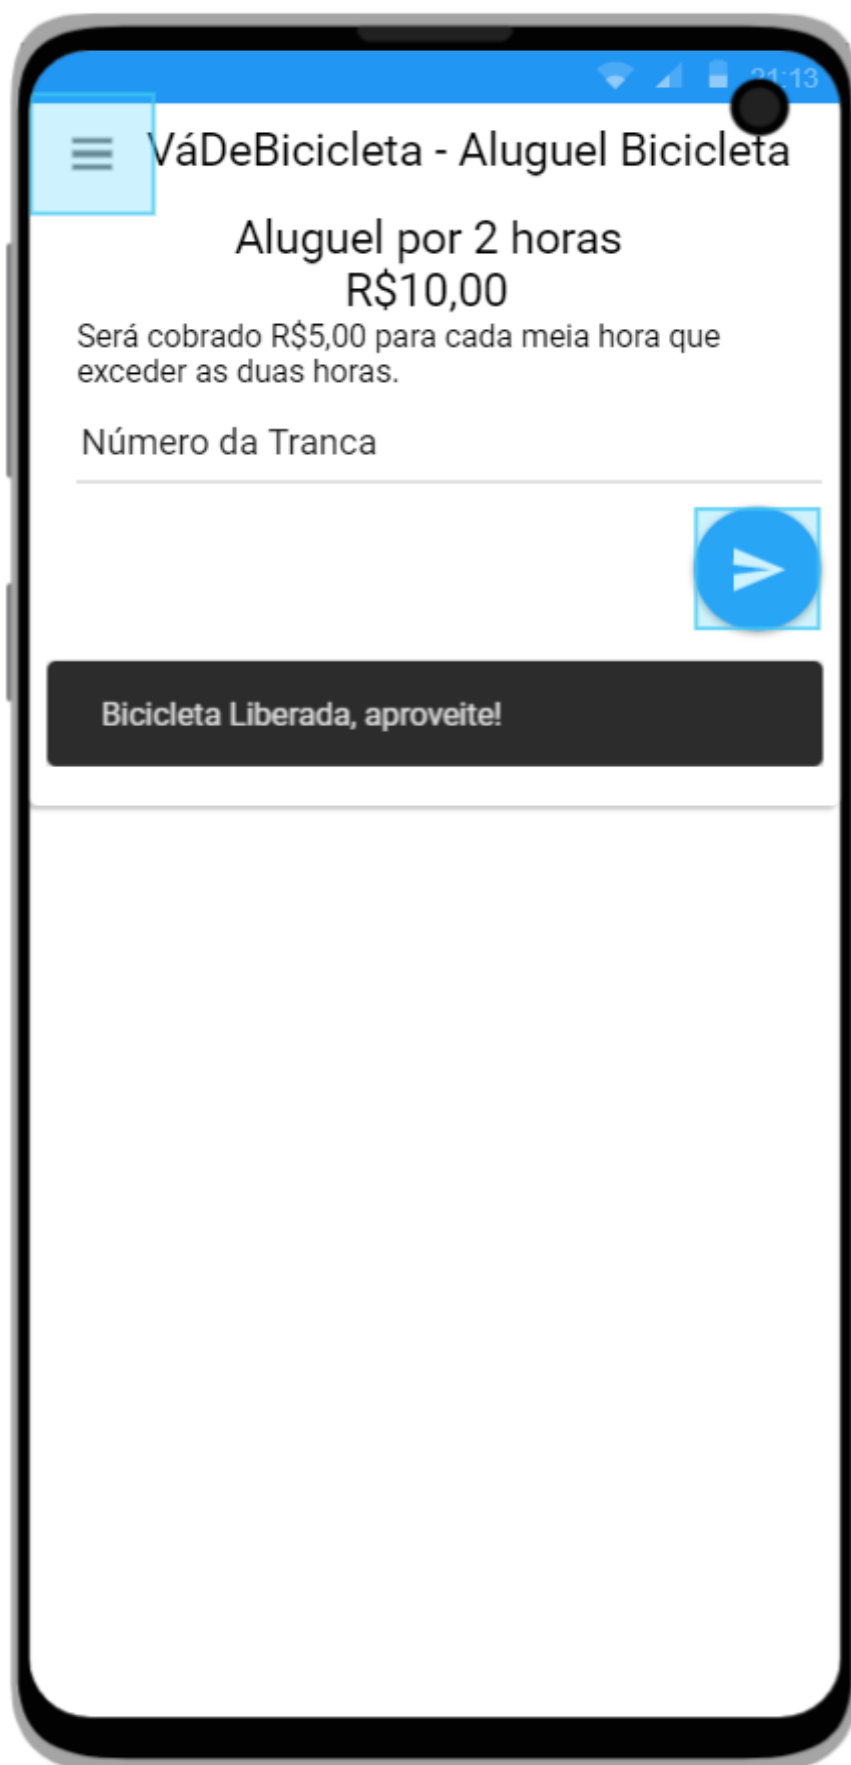 21:13
VáDeBicicleta - Aluguel Bicicleta
Aluguel por 2 horas
R$10,00
Será cobrado R$5,00 para cada meia hora que
exceder as duas horas.
Número da Tranca
Bicicleta Liberada, aproveite!